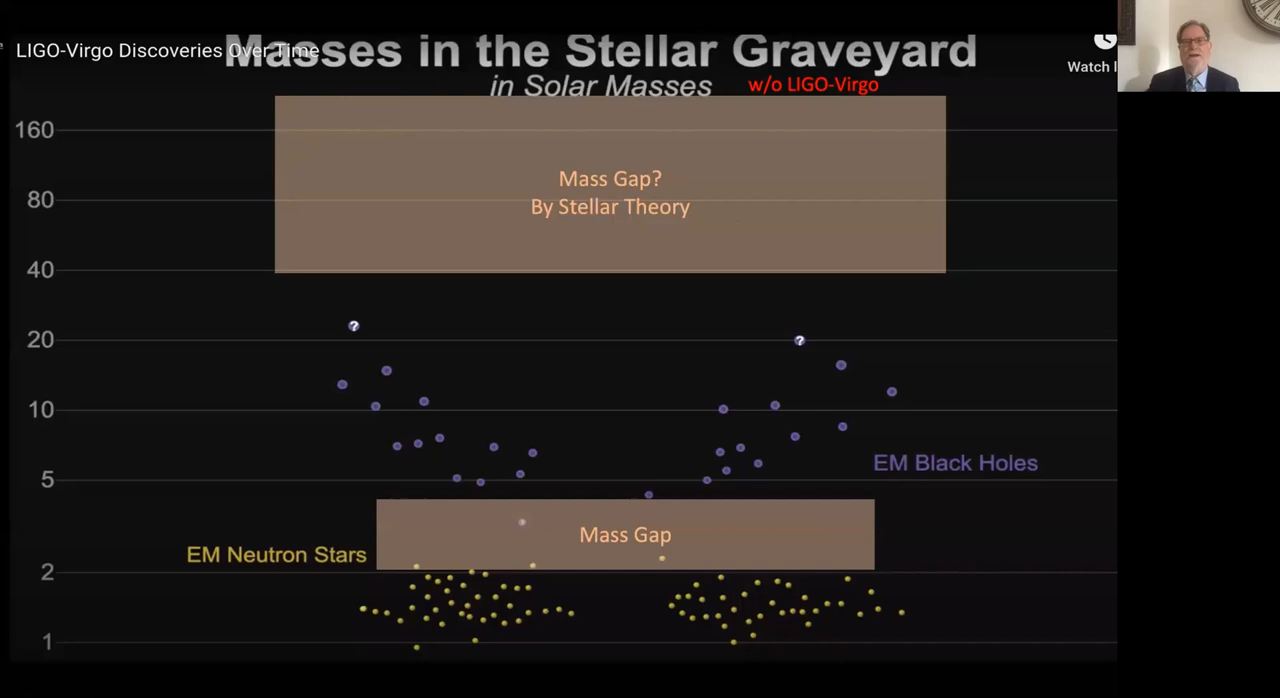 LIGO-Virgo Discoveries Over Time
Masses in the Stellar Graveyard
in Solar Masses
w/o LIGO-Virgo
Watch l
160
Mass Gap?
80
By Stellar Theory
40
?
20
?
10
EM Black Holes
5
Mass Gap
EM Neutron Stars
2
1